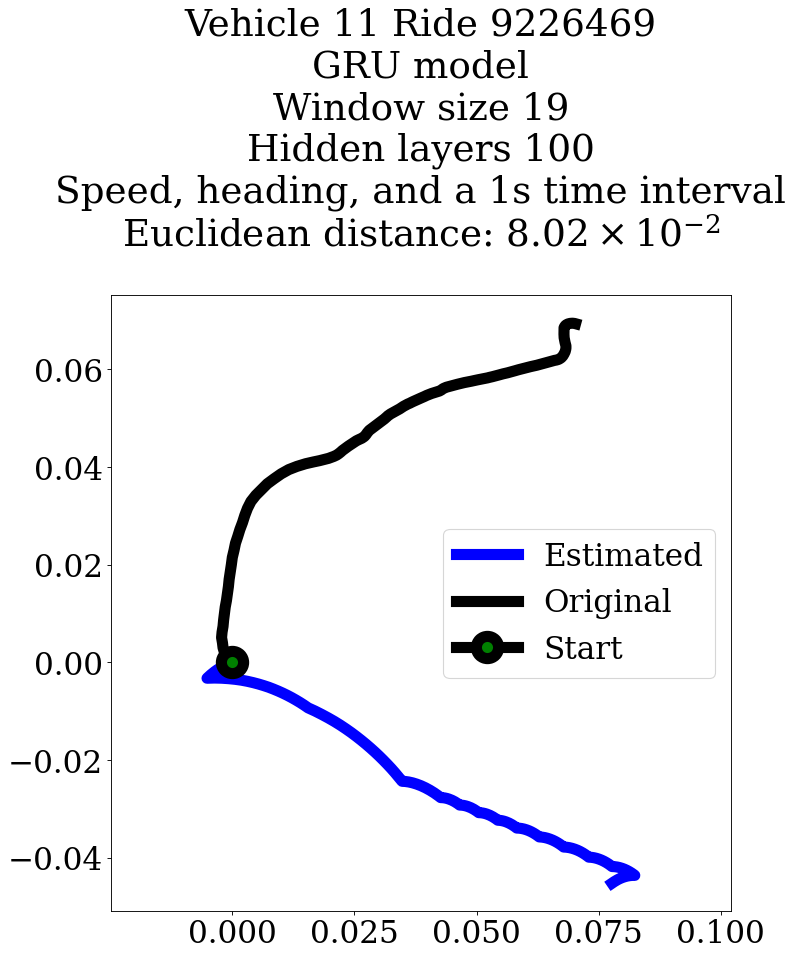 Vehicle 11 Ride 9226469
GRU model
Window size 19
Hidden layers 100
Speed, heading, and a 1s time interval
Euclidean distance: 8.02 × 10⁻²
0.06
0.04
0.02
0.00
−0.02
−0.04
Estimated
Original
Start
0.000 0.025 0.050 0.075 0.100